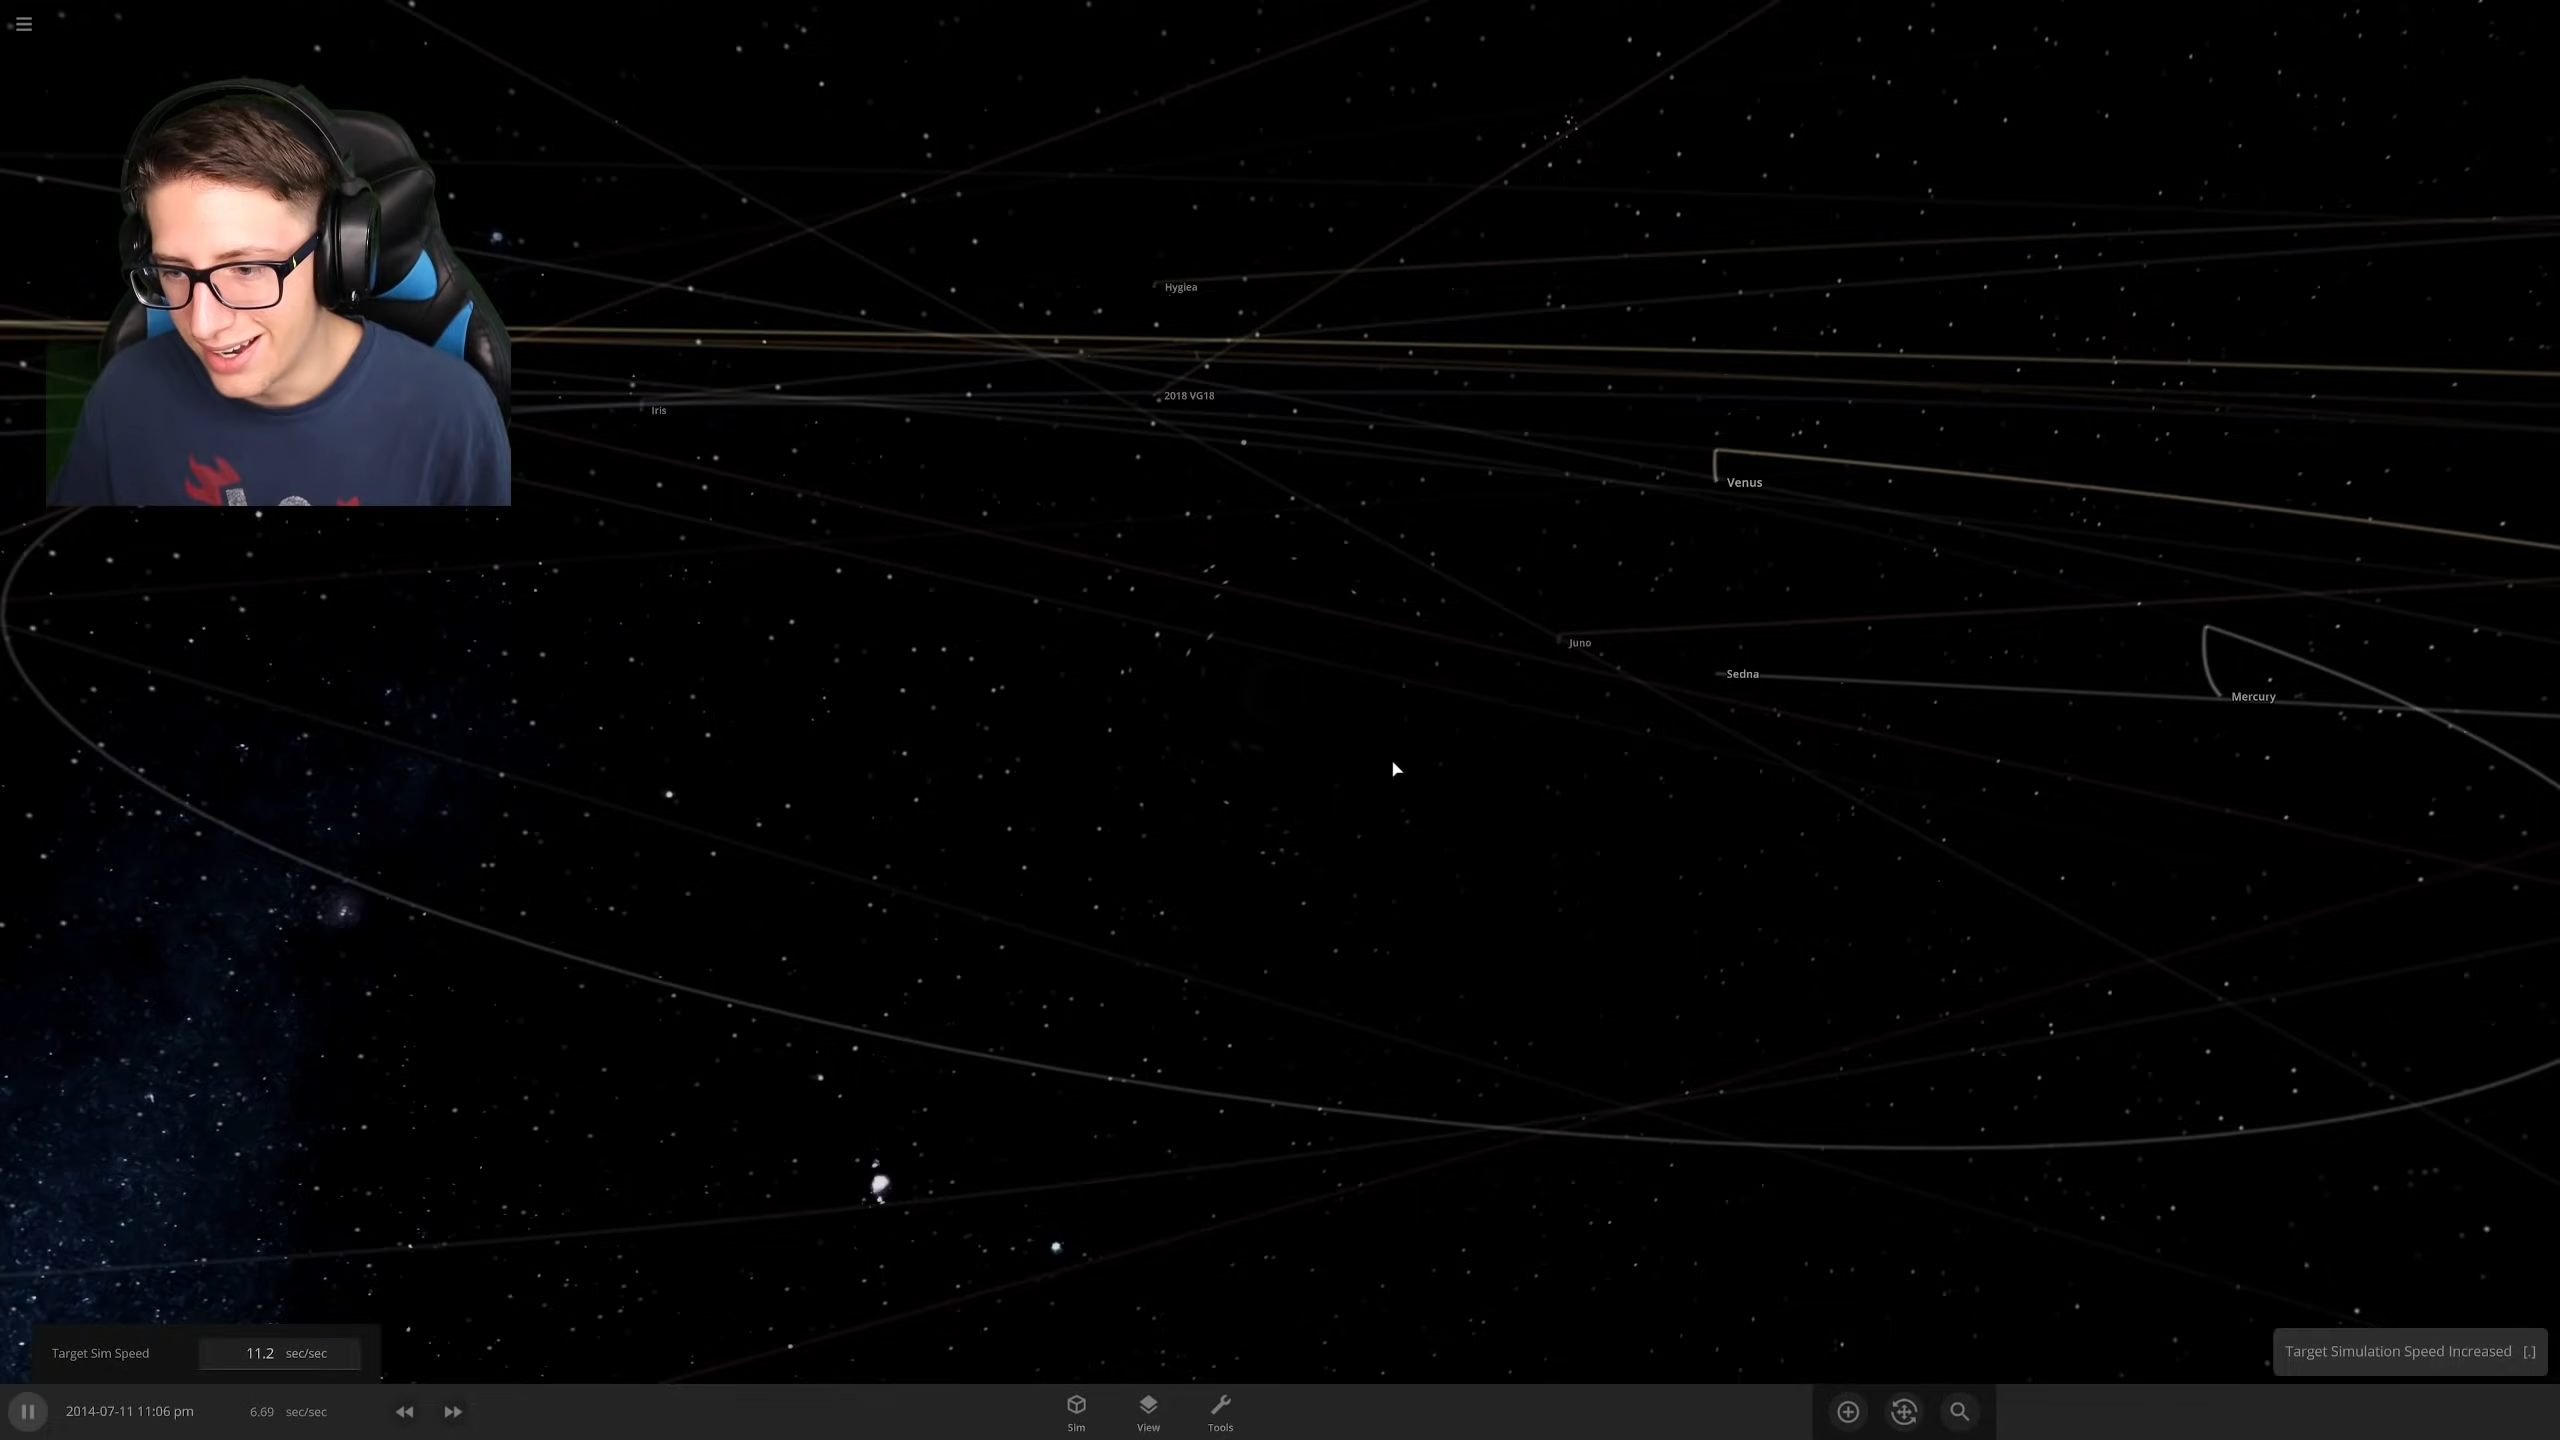 Hygiea
2018 VG18
Iris
Venus
Juno
Sedna
Mercury
Target Sim Speed 11.2 sec/sec
Target Simulation Speed Increased [.]
2014-07-11 11:06 pm 6.69 sec/sec
Sim View Tools